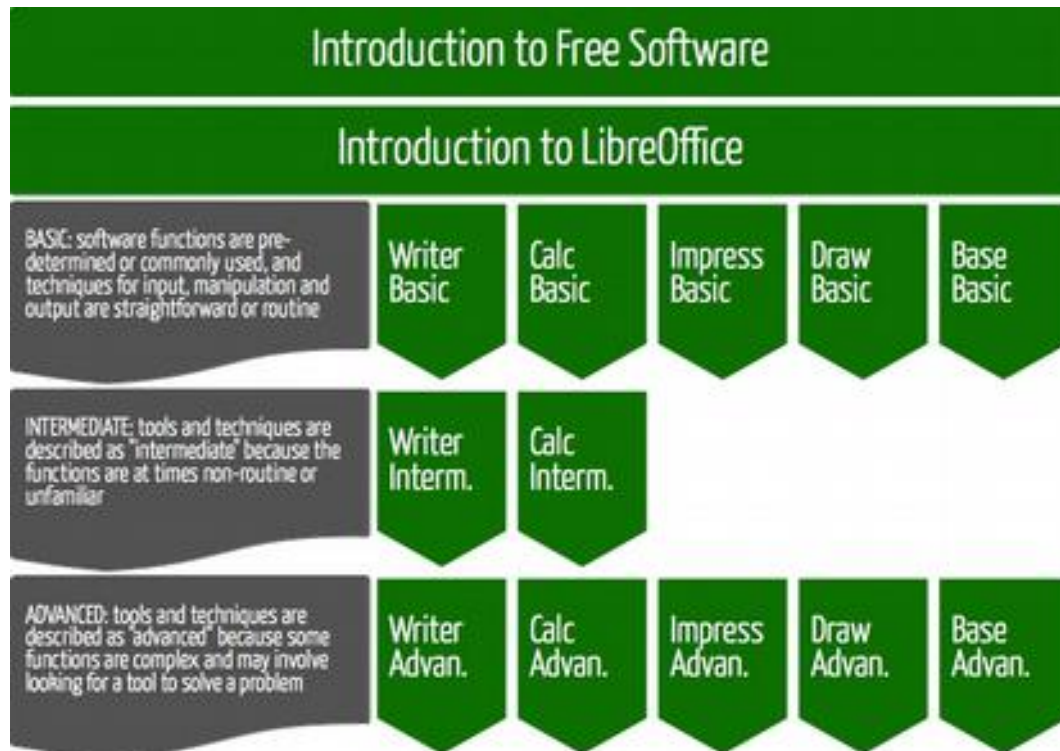 Introduction to Free Software
Introduction to LibreOffice
BASIC: software functions are pre-
determined or commonly used, and
techniques for input, manipulation and
output are straightforward or routine
Writer
Basic
Calc
Basic
Impress
Basic
Draw
Basic
Base
Basic
INTERMEDIATE: tools and techniques are
described as "intermediate" because the
functions are at times non-routine or
unfamiliar
Writer
Interm.
Calc
Interm.
ADVANCED: tools and techniques are
described as "advanced" because some
functions are complex and may involve
looking for a tool to solve a problem
Writer
Advan.
Calc
Advan.
Impress
Advan.
Draw
Advan.
Base
Advan.